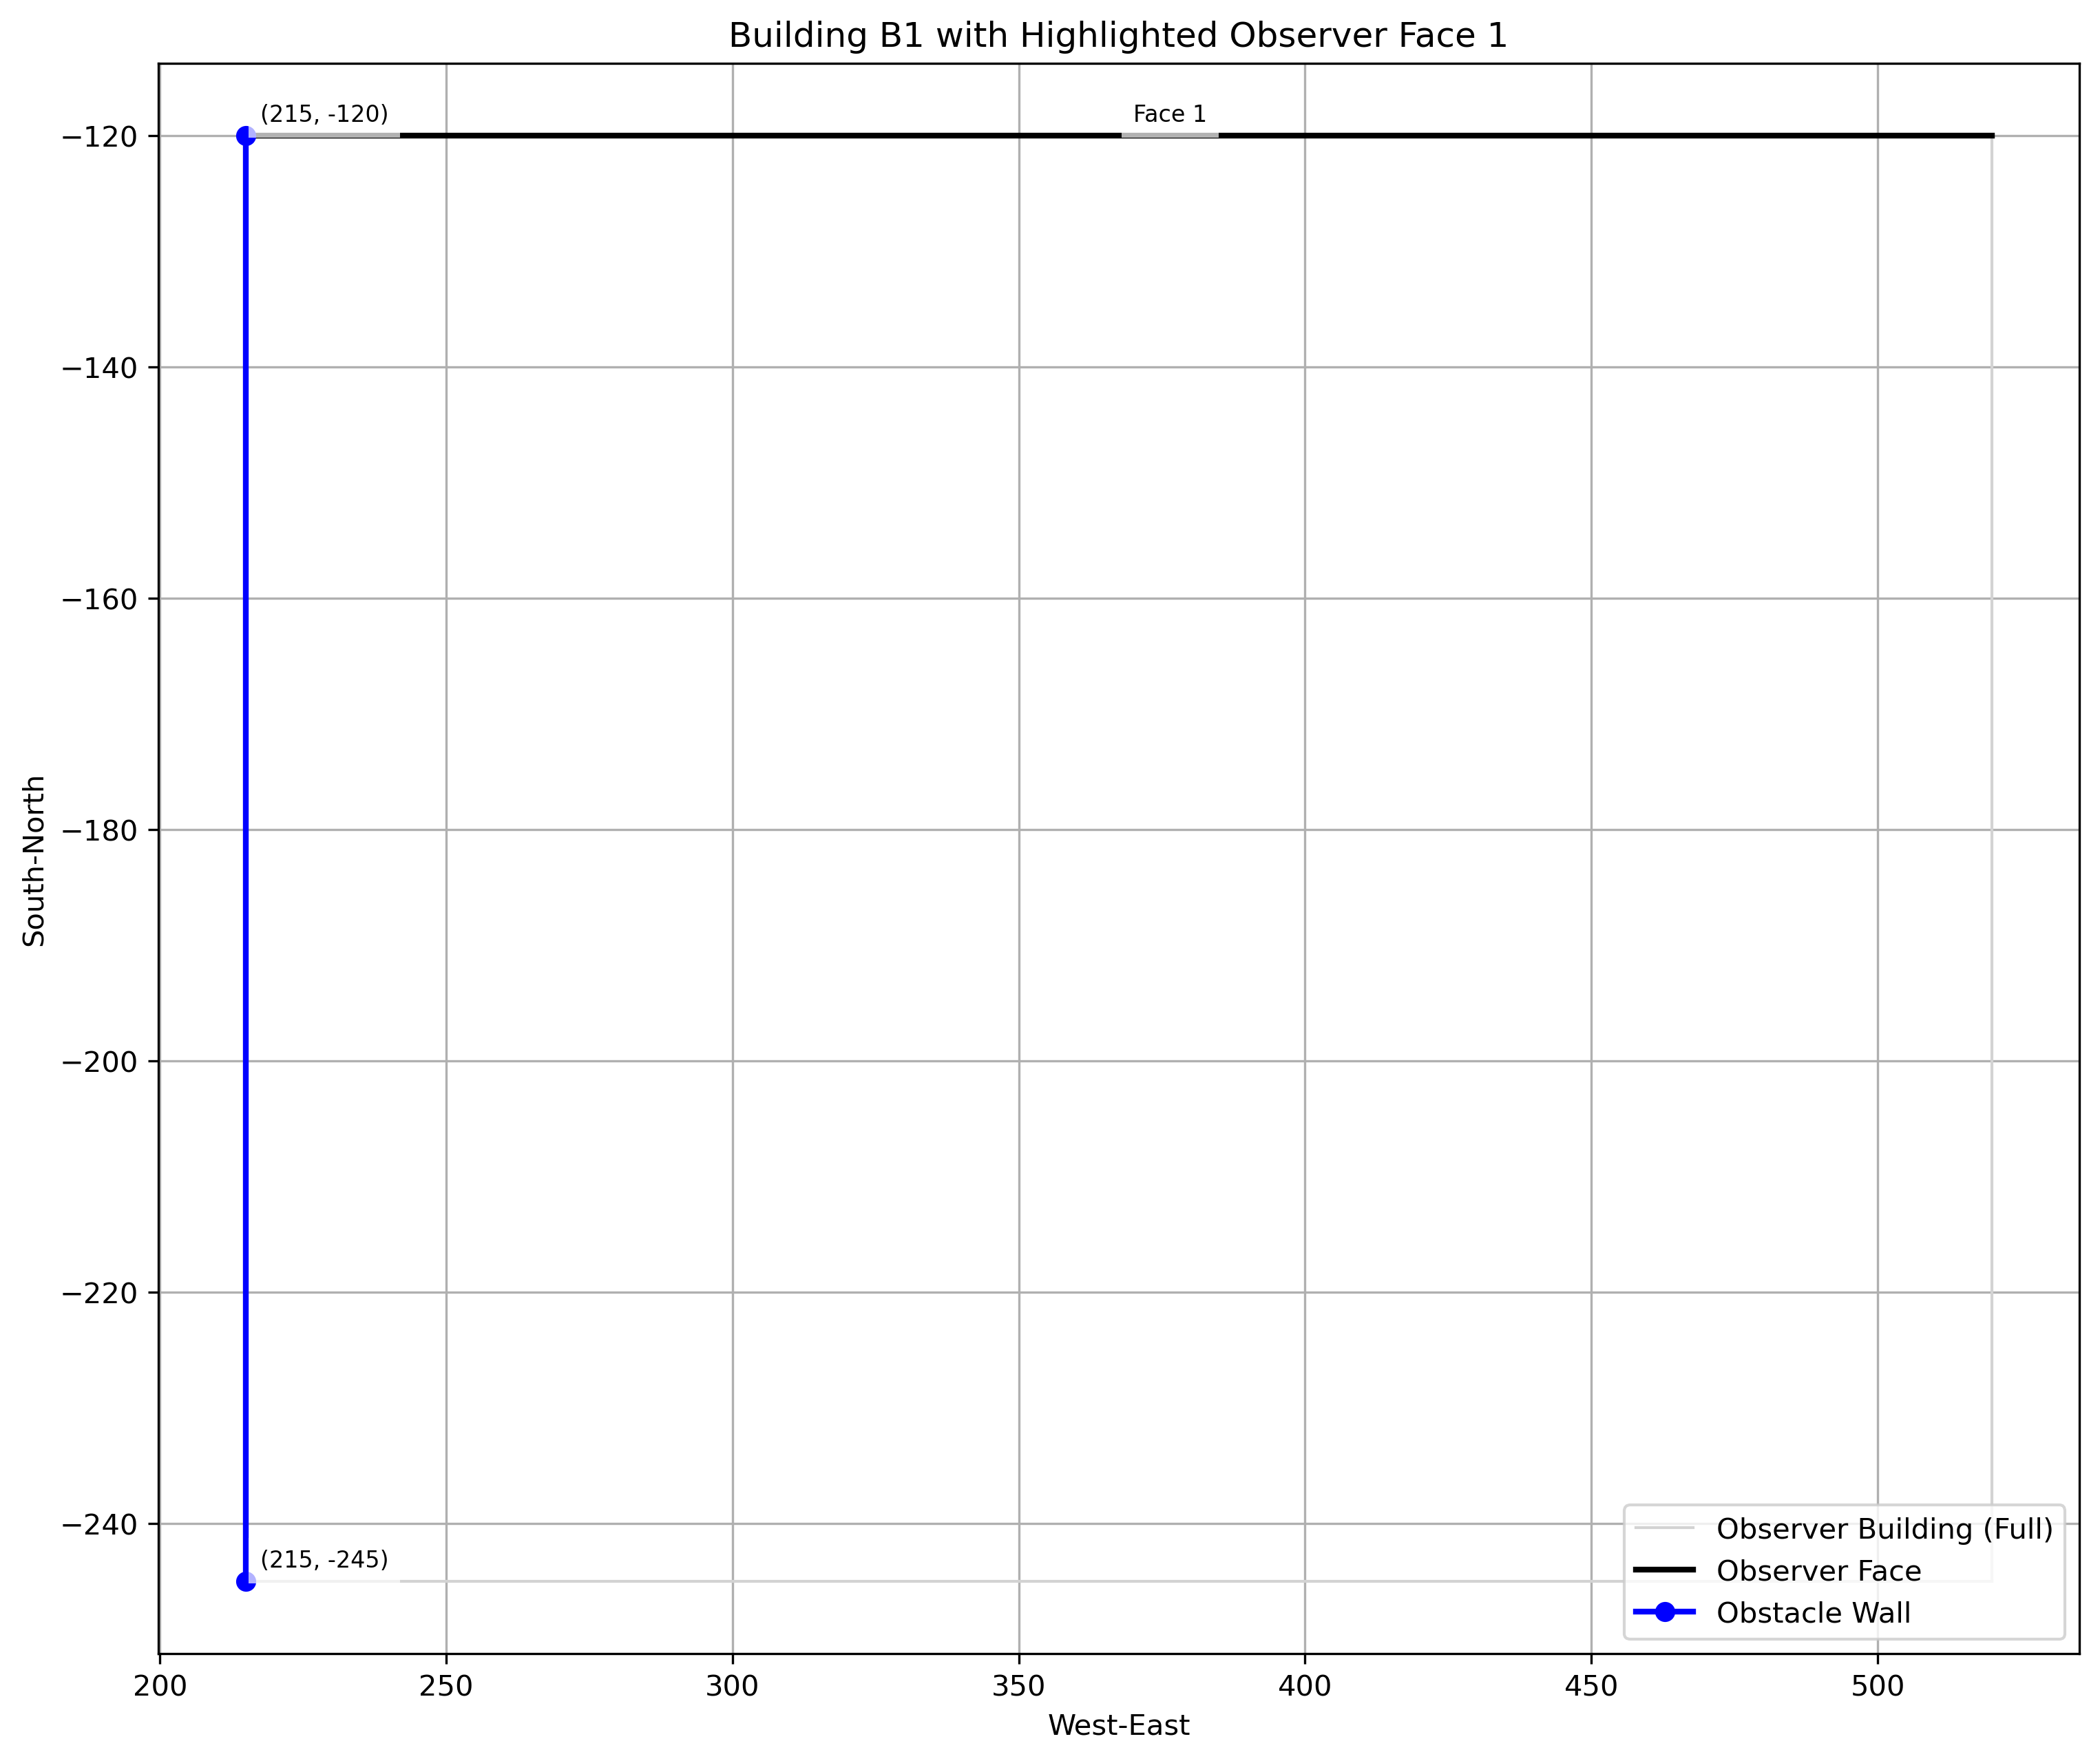 Building B1 with Highlighted Observer Face 1
(215, -120)
Face 1
−120
−140
−160
−180
−200
−220
−240
South-North
(215, -245)
Observer Building (Full)
Observer Face
Obstacle Wall
200 250 300 350 400 450 500
West-East